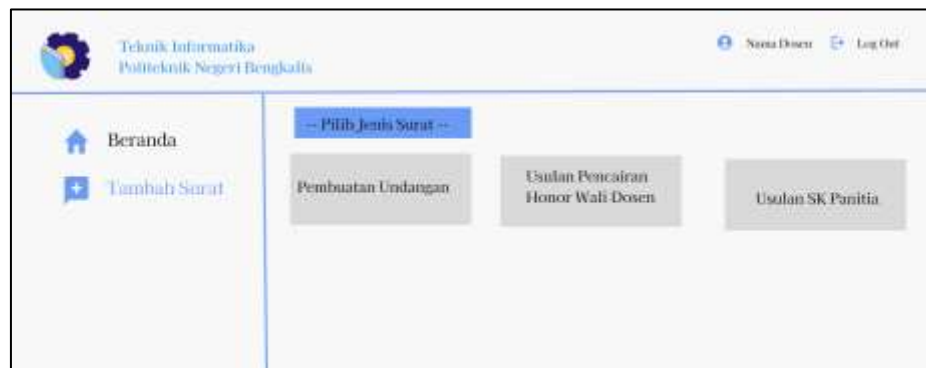 Teknik Informatika
Politeknik Negeri Bengkalis
Nama Dosen
Log Out
Beranda
Tambah Surat
-- Pilih Jenis Surat --
Pembuatan Undangan
Usulan Pencairan
Honor Wali Dosen
Usulan SK Panitia